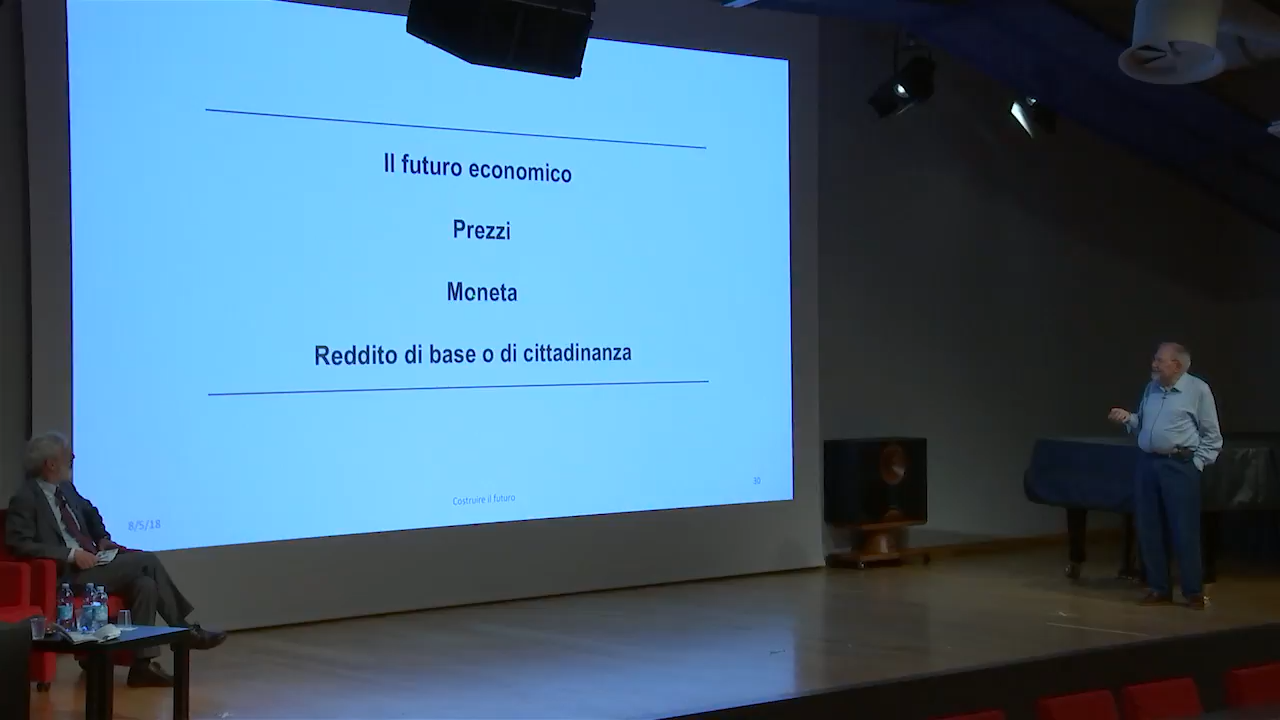 Il futuro economico
Prezzi
Moneta
Reddito di base o di cittadinanza
8/5/18
Costruire il futuro
30